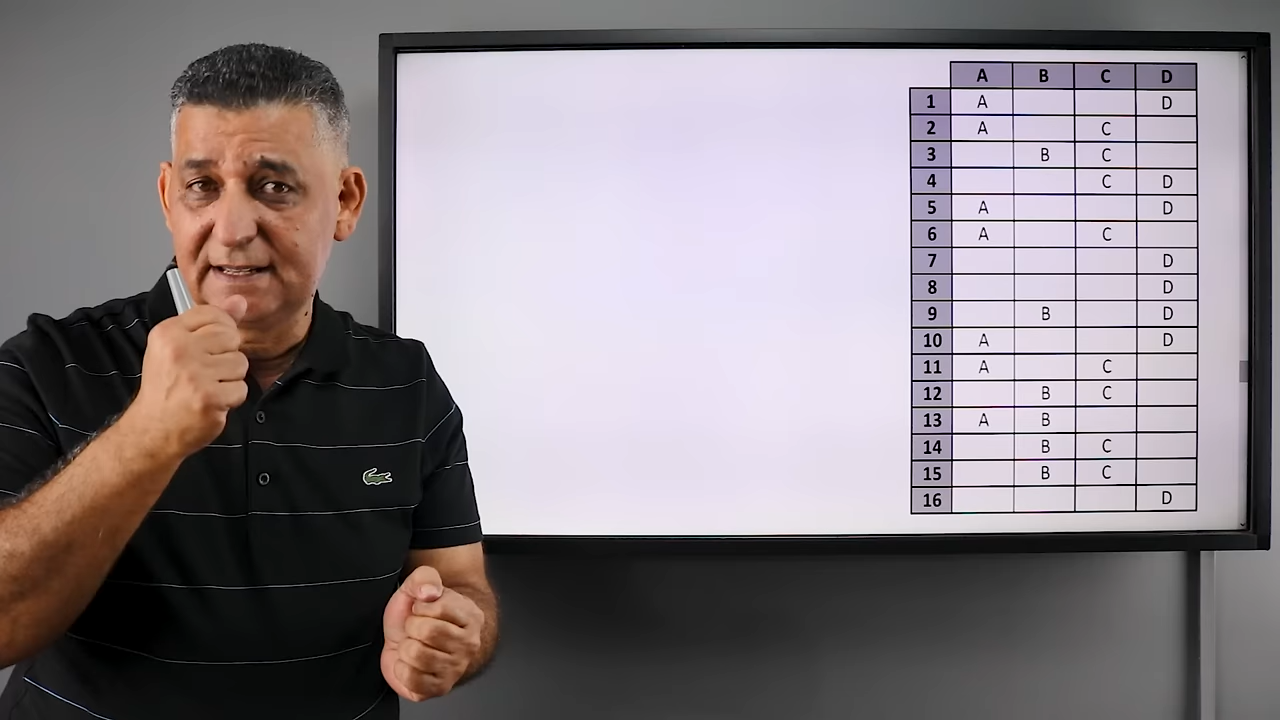 A B C D
1 A D
2 A C
3 B C
4 C D
5 A D
6 A C
7 D
8 D
9 B D
10 A D
11 A C
12 B C
13 A B
14 B C
15 B C
16 D